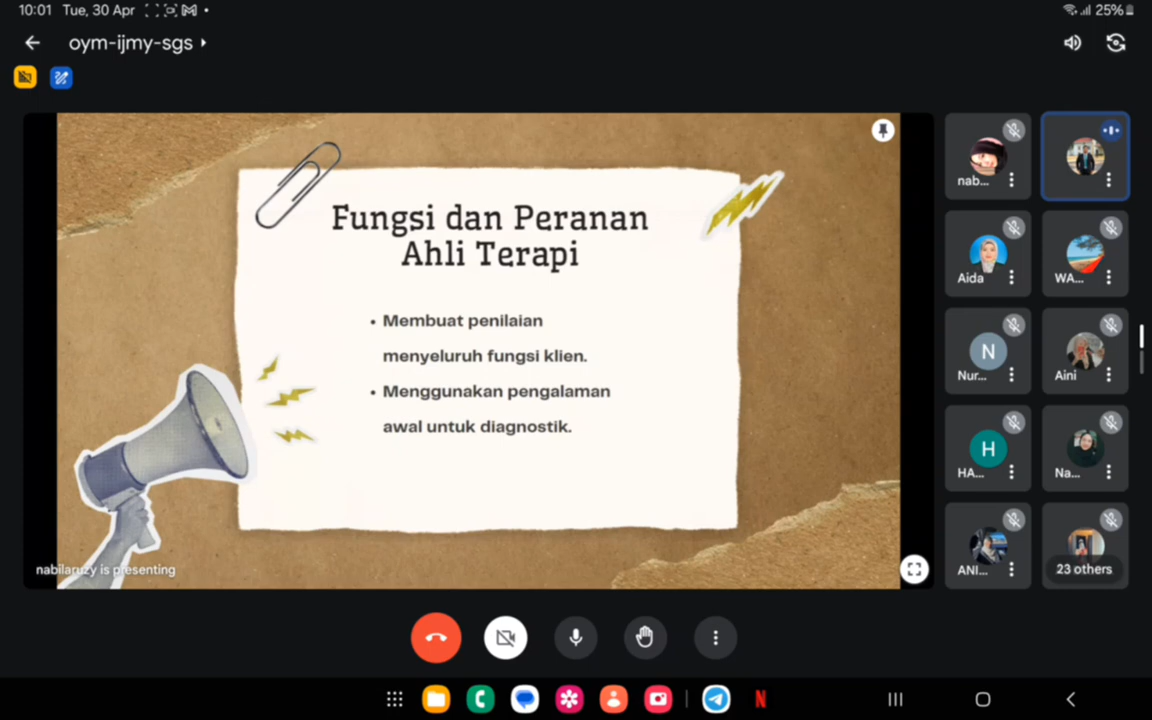 10:01 Tue, 30 Apr
25%
oym-ijmy-sgs
Fungsi dan Peranan
Ahli Terapi
• Membuat penilaian
menyeluruh fungsi klien.
• Menggunakan pengalaman
awal untuk diagnostik.
nabilaruzy is presenting
nab...
Aida
WA...
N
Nur...
Aini
H
HA...
Na...
ANI...
23 others
N